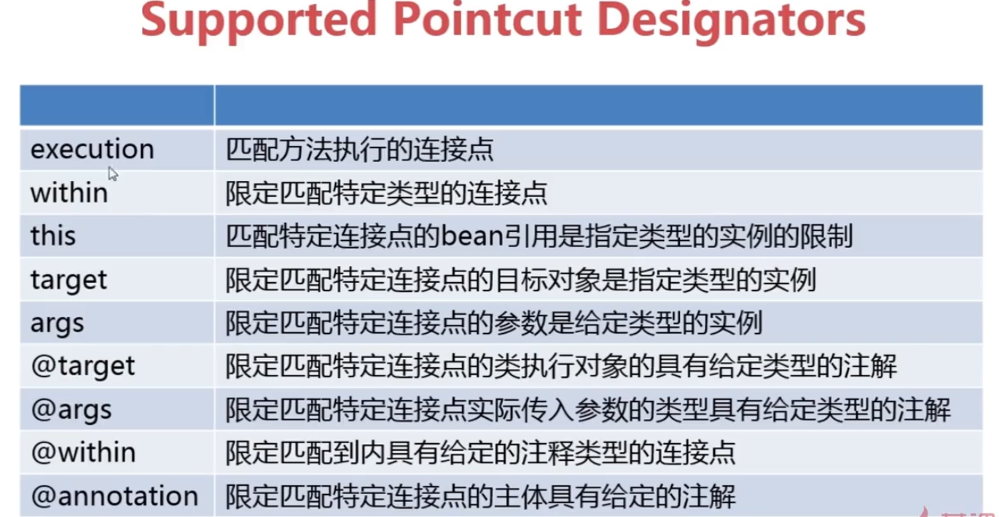 Supported Pointcut Designators
execution 匹配方法执行的连接点
within 限定匹配特定类型的连接点
this 匹配特定连接点的bean引用是指定类型的实例的限制
target 限定匹配特定连接点的目标对象是指定类型的实例
args 限定匹配特定连接点的参数是给定类型的实例
@target 限定匹配特定连接点的类执行对象的具有给定类型的注解
@args 限定匹配特定连接点实际传入参数的类型具有给定类型的注解
@within 限定匹配到内具有给定的注释类型的连接点
@annotation 限定匹配特定连接点的主体具有给定的注解